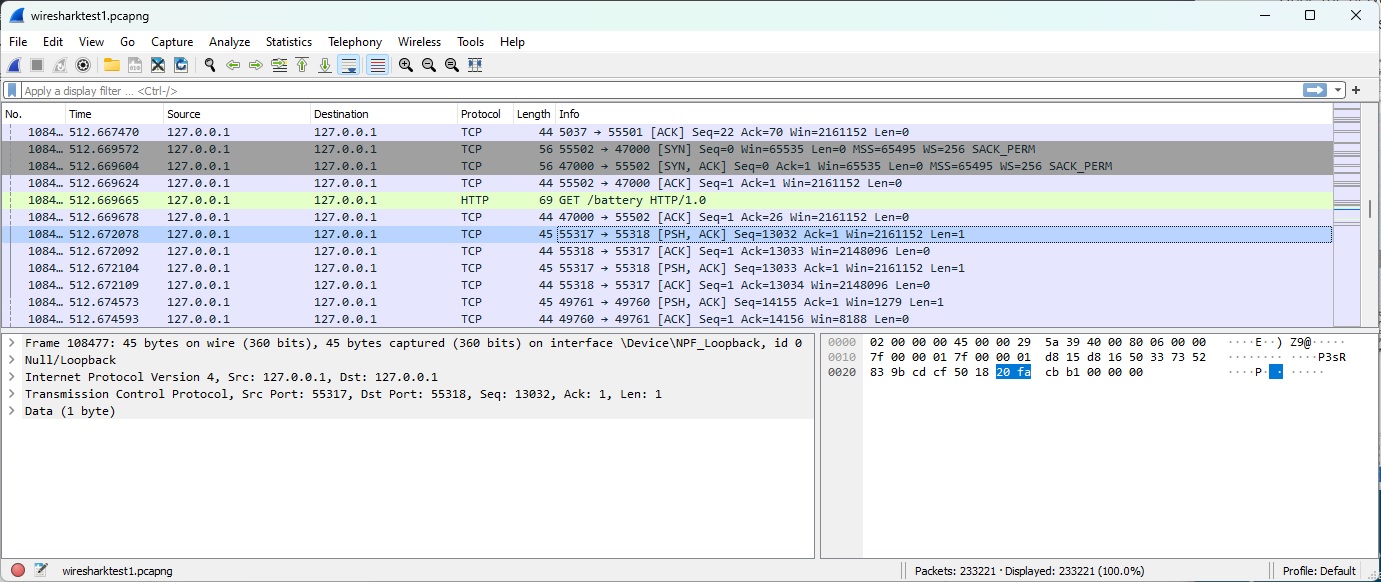 wiresharktest1.pcapng
File Edit View Go Capture Analyze Statistics Telephony Wireless Tools Help
Apply a display filter ... <Ctrl-/>
No. Time Source Destination Protocol Length Info
1084… 512.667470 127.0.0.1 127.0.0.1 TCP 44 5037 → 55501 [ACK] Seq=22 Ack=70 Win=2161152 Len=0
1084… 512.669572 127.0.0.1 127.0.0.1 TCP 56 55502 → 47000 [SYN] Seq=0 Win=65535 Len=0 MSS=65495 WS=256 SACK_PERM
1084… 512.669604 127.0.0.1 127.0.0.1 TCP 56 47000 → 55502 [SYN, ACK] Seq=0 Ack=1 Win=65535 Len=0 MSS=65495 WS=256 SACK_PERM
1084… 512.669624 127.0.0.1 127.0.0.1 TCP 44 55502 → 47000 [ACK] Seq=1 Ack=1 Win=2161152 Len=0
1084… 512.669665 127.0.0.1 127.0.0.1 HTTP 69 GET /battery HTTP/1.0
1084… 512.669678 127.0.0.1 127.0.0.1 TCP 44 47000 → 55502 [ACK] Seq=1 Ack=26 Win=2161152 Len=0
1084… 512.672078 127.0.0.1 127.0.0.1 TCP 45 55317 → 55318 [PSH, ACK] Seq=13032 Ack=1 Win=2161152 Len=1
1084… 512.672092 127.0.0.1 127.0.0.1 TCP 44 55318 → 55317 [ACK] Seq=1 Ack=13033 Win=2148096 Len=0
1084… 512.672104 127.0.0.1 127.0.0.1 TCP 45 55317 → 55318 [PSH, ACK] Seq=13033 Ack=1 Win=2161152 Len=1
1084… 512.672109 127.0.0.1 127.0.0.1 TCP 44 55318 → 55317 [ACK] Seq=1 Ack=13034 Win=2148096 Len=0
1084… 512.674573 127.0.0.1 127.0.0.1 TCP 45 49761 → 49760 [PSH, ACK] Seq=14155 Ack=1 Win=1279 Len=1
1084… 512.674593 127.0.0.1 127.0.0.1 TCP 44 49760 → 49761 [ACK] Seq=1 Ack=14156 Win=8188 Len=0
Frame 108477: 45 bytes on wire (360 bits), 45 bytes captured (360 bits) on interface \Device\NPF_Loopback, id 0
Null/Loopback
Internet Protocol Version 4, Src: 127.0.0.1, Dst: 127.0.0.1
Transmission Control Protocol, Src Port: 55317, Dst Port: 55318, Seq: 13032, Ack: 1, Len: 1
Data (1 byte)
0000 02 00 00 00 45 00 00 29 5a 39 40 00 80 06 00 00 ····E··) Z9@·····
0010 7f 00 00 01 7f 00 00 01 d8 15 d8 16 50 33 73 52 ········ ····P3sR
0020 83 9b cd cf 50 18 20 fa cb b1 00 00 00 ····P· · ·····
wiresharktest1.pcapng
Packets: 233221 · Displayed: 233221 (100.0%)
Profile: Default